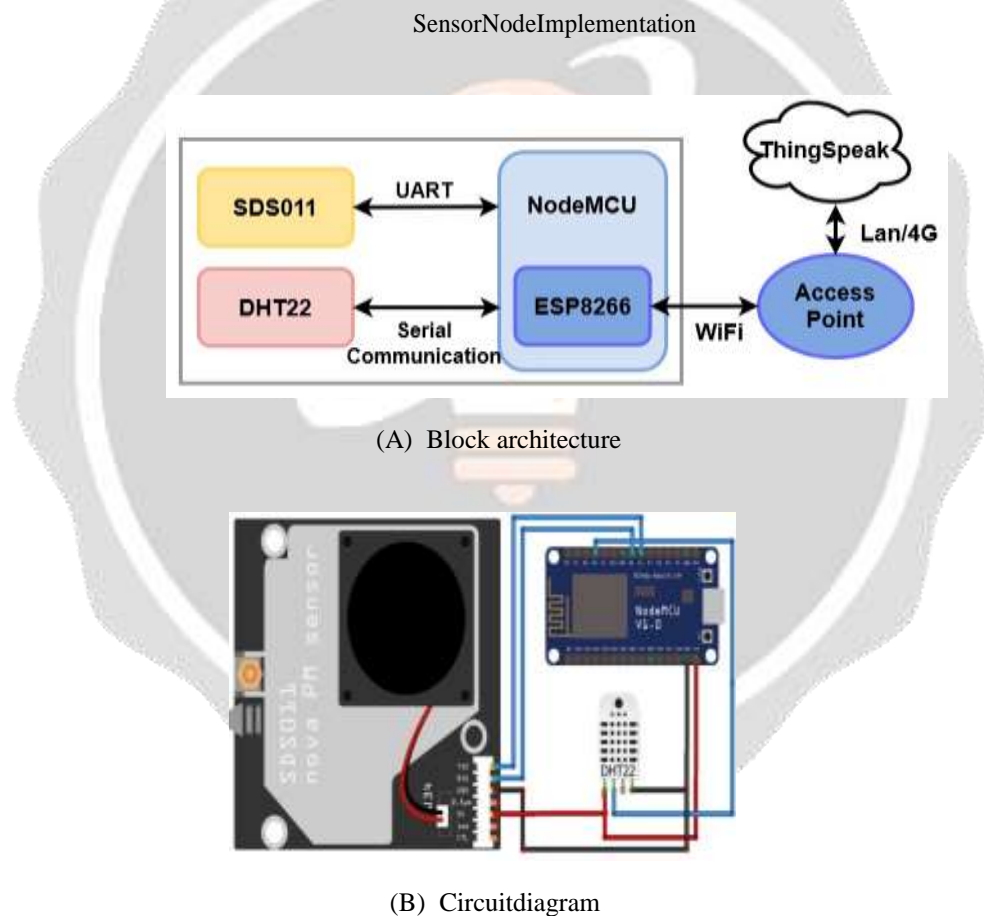 SensorNodeImplementation
ThingSpeak
SDS011
UART
NodeMCU
Lan/4G
DHT22
ESP8266
Access
Point
Serial
Communication
WiFi
(A) Block architecture
SDS011
nova PM sensor
NodeMCU
V1.0
DHT22
(B) Circuitdiagram